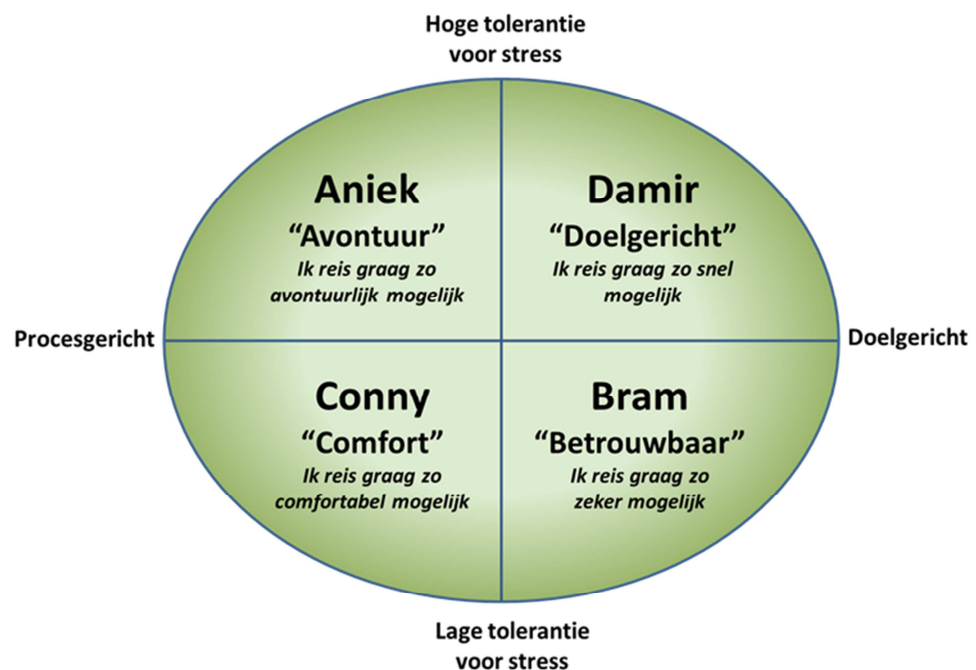 Hoge tolerantie
voor stress
Aniek
“Avontuur”
Ik reis graag zo
avontuurlijk mogelijk
Damir
“Doelgericht”
Ik reis graag zo snel
mogelijk
Procesgericht
Doelgericht
Conny
“Comfort”
Ik reis graag zo
comfortabel mogelijk
Bram
“Betrouwbaar”
Ik reis graag zo
zeker mogelijk
Lage tolerantie
voor stress